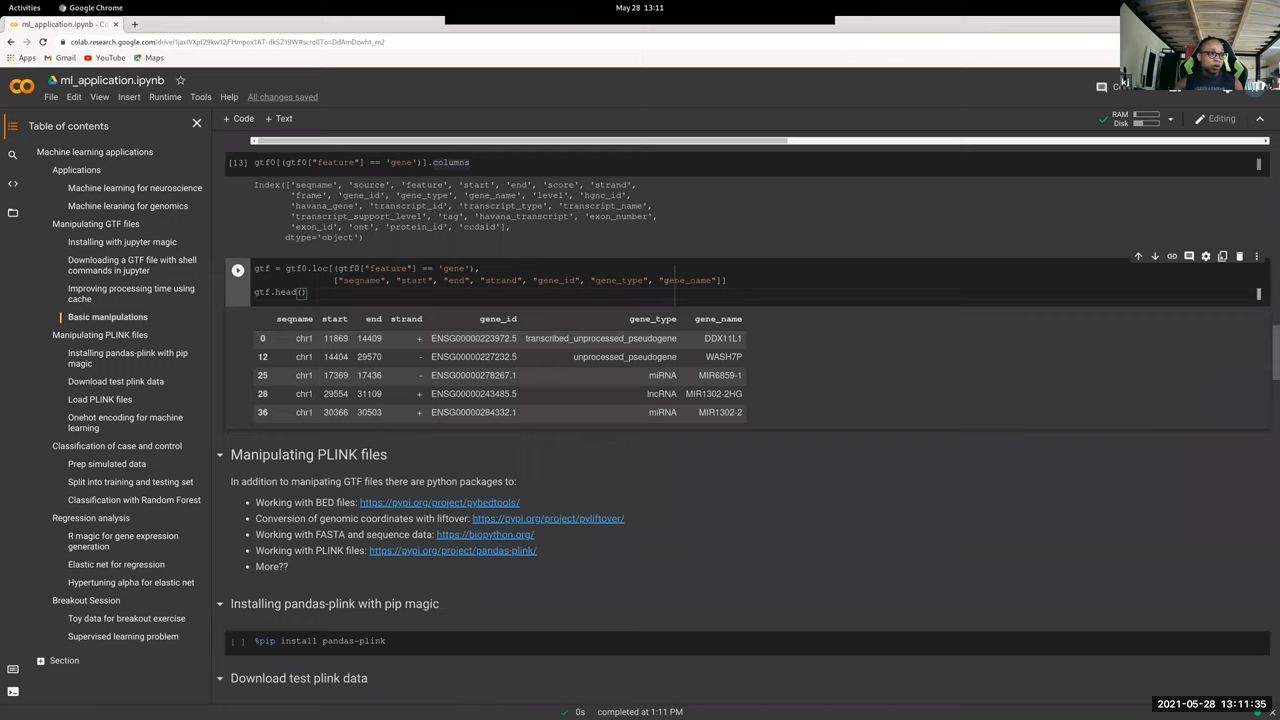 Activities
Google Chrome
May 28 13:11
ml_application.ipynb - Co
colab.research.google.com/drive/1jaxiVXpf29kw12jFHmpox1AT-dk5Z19W#scrollTo=DdAmDzwht_m2
Apps Gmail YouTube Maps
kj
ml_application.ipynb
File Edit View Insert Runtime Tools Help All changes saved
Table of contents
+ Code + Text
RAM
Disk
Editing
Machine learning applications
Applications
Machine learning for neuroscience
Machine leraning for genomics
Manipulating GTF files
Installing with jupyter magic
Downloading a GTF file with shell
commands in jupyter
Improving processing time using
cache
Basic manipulations
Manipulating PLINK files
Installing pandas-plink with pip
magic
Download test plink data
Load PLINK files
Onehot encoding for machine
learning
Classification of case and control
Prep simulated data
Split into training and testing set
Classification with Random Forest
Regression analysis
R magic for gene expression
generation
Elastic net for regression
Hypertuning alpha for elastic net
Breakout Session
Toy data for breakout exercise
Supervised learning problem
Section
[13] gtf0[(gtf0["feature"] == 'gene')].columns
Index(['seqname', 'source', 'feature', 'start', 'end', 'score', 'strand',
'frame', 'gene_id', 'gene_type', 'gene_name', 'level', 'hgnc_id',
'havana_gene', 'transcript_id', 'transcript_type', 'transcript_name',
'transcript_support_level', 'tag', 'havana_transcript', 'exon_number',
'exon_id', 'ont', 'protein_id', 'ccdsid'],
dtype='object')
gtf = gtf0.loc[(gtf0["feature"] == 'gene'),
["seqname", "start", "end", "strand", "gene_id", "gene_type", "gene_name"]]
gtf.head()
seqname start end strand gene_id gene_type gene_name
0 chr1 11869 14409 + ENSG00000223972.5 transcribed_unprocessed_pseudogene DDX11L1
12 chr1 14404 29570 - ENSG00000227232.5 unprocessed_pseudogene WASH7P
25 chr1 17369 17436 - ENSG00000278267.1 miRNA MIR6859-1
28 chr1 29554 31109 + ENSG00000243485.5 lncRNA MIR1302-2HG
36 chr1 30366 30503 + ENSG00000284332.1 miRNA MIR1302-2
Manipulating PLINK files
In addition to manipating GTF files there are python packages to:
• Working with BED files: https://pypi.org/project/pybedtools/
• Conversion of genomic coordinates with liftover: https://pypi.org/project/pyliftover/
• Working with FASTA and sequence data: https://biopython.org/
• Working with PLINK files: https://pypi.org/project/pandas-plink/
• More??
Installing pandas-plink with pip magic
[ ] %pip install pandas-plink
Download test plink data
0s completed at 1:11 PM
2021-05-28 13:11:35